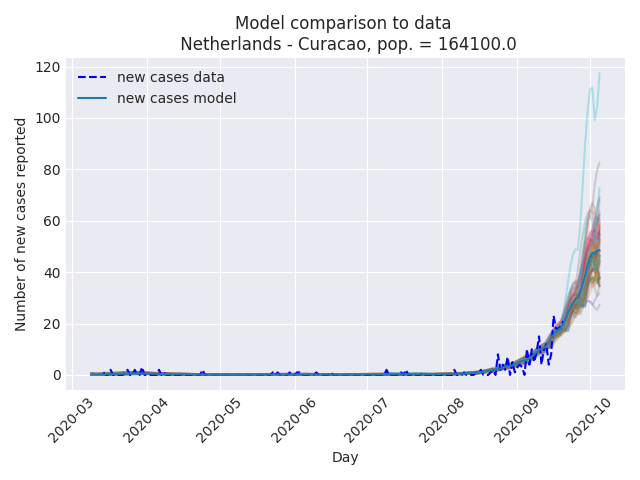 Model comparison to data
Netherlands - Curacao, pop. = 164100.0
new cases data
new cases model
Number of new cases reported
120
100
80
60
40
20
0
2020-03
2020-04
2020-05
2020-06
2020-07
2020-08
2020-09
2020-10
Day